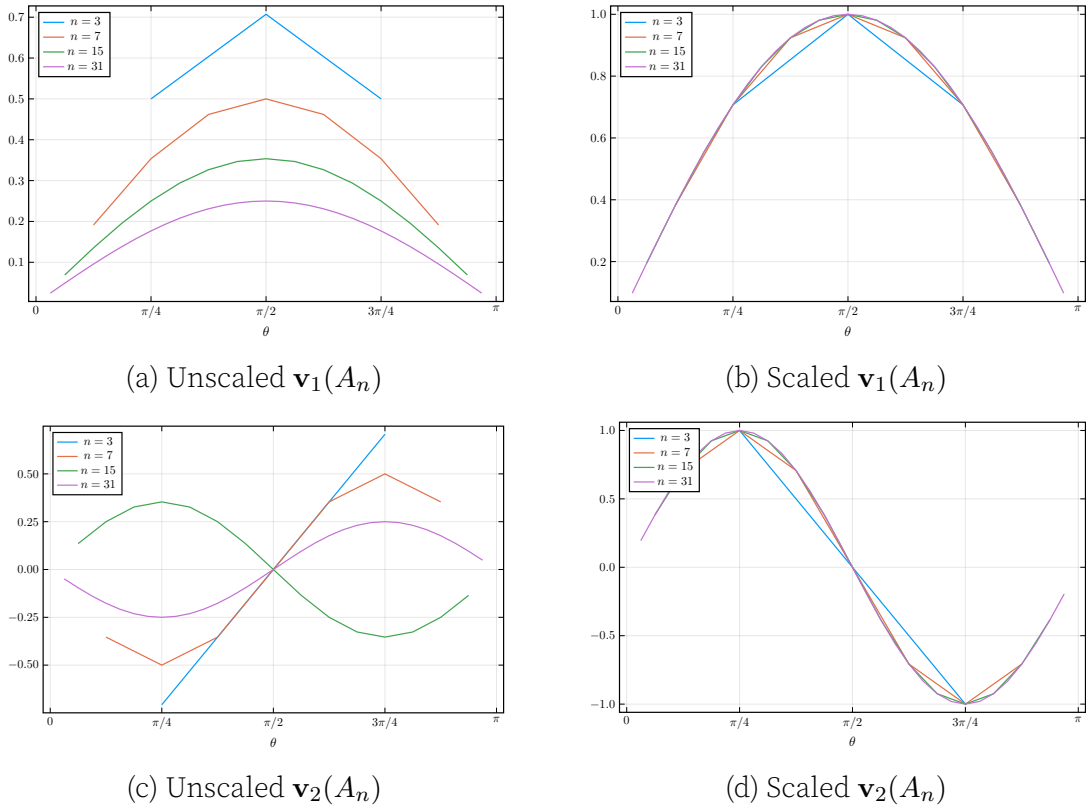 0.7
0.6
0.5
0.4
0.3
0.2
0.1
n = 3
n = 7
n = 15
n = 31
0 π/4 π/2 3π/4 π
θ
(a) Unscaled v₁(Aₙ)
1.0
0.8
0.6
0.4
0.2
n = 3
n = 7
n = 15
n = 31
0 π/4 π/2 3π/4 π
θ
(b) Scaled v₁(Aₙ)
0.50
0.25
0.00
−0.25
−0.50
n = 3
n = 7
n = 15
n = 31
0 π/4 π/2 3π/4 π
θ
(c) Unscaled v₂(Aₙ)
1.0
0.5
0.0
−0.5
−1.0
n = 3
n = 7
n = 15
n = 31
0 π/4 π/2 3π/4 π
θ
(d) Scaled v₂(Aₙ)